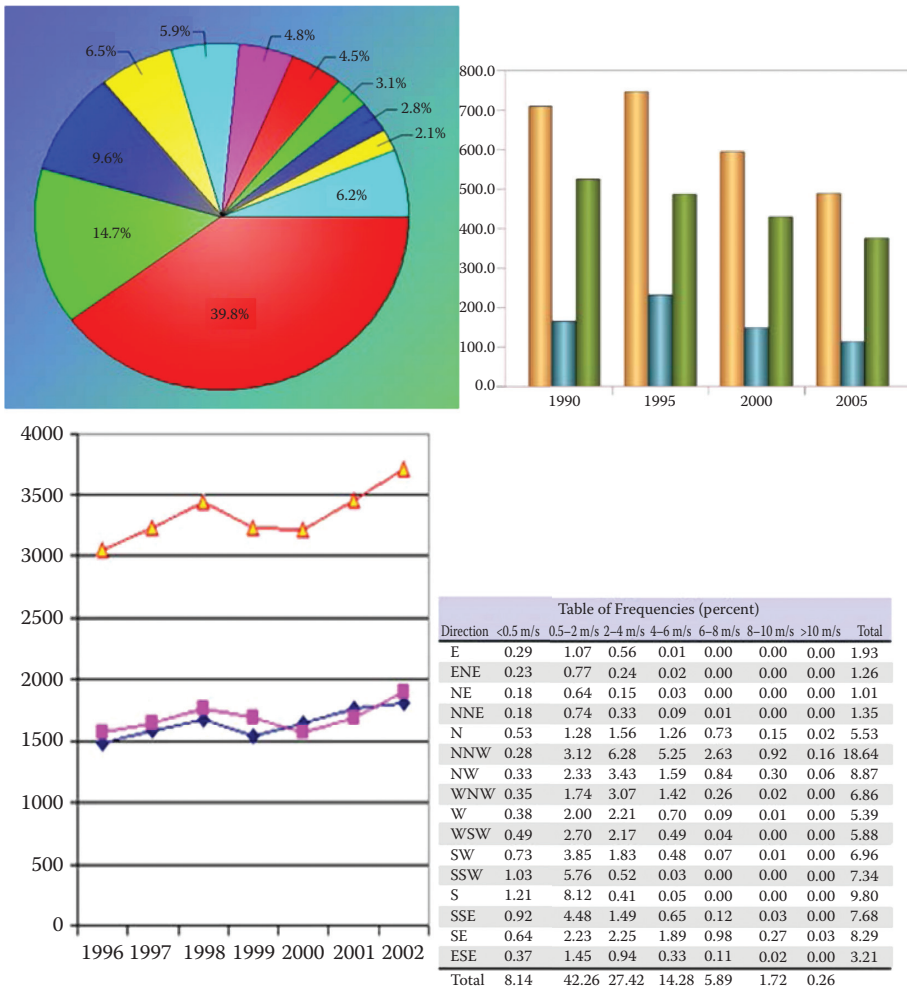 5.9%
4.8%
6.5%
4.5%
3.1%
2.8%
2.1%
9.6%
6.2%
14.7%
39.8%
800.0
700.0
600.0
500.0
400.0
300.0
200.0
100.0
0.0
1990 1995 2000 2005
4000
3500
3000
2500
2000
1500
1000
500
0
1996 1997 1998 1999 2000 2001 2002
Table of Frequencies (percent)
Direction <0.5 m/s 0.5–2 m/s 2–4 m/s 4–6 m/s 6–8 m/s 8–10 m/s >10 m/s Total
E 0.29 1.07 0.56 0.01 0.00 0.00 0.00 1.93
ENE 0.23 0.77 0.24 0.02 0.00 0.00 0.00 1.26
NE 0.18 0.64 0.15 0.03 0.00 0.00 0.00 1.01
NNE 0.18 0.74 0.33 0.09 0.01 0.00 0.00 1.35
N 0.53 1.28 1.56 1.26 0.73 0.15 0.02 5.53
NNW 0.28 3.12 6.28 5.25 2.63 0.92 0.16 18.64
NW 0.33 2.33 3.43 1.59 0.84 0.30 0.06 8.87
WNW 0.35 1.74 3.07 1.42 0.26 0.02 0.00 6.86
W 0.38 2.00 2.21 0.70 0.09 0.01 0.00 5.39
WSW 0.49 2.70 2.17 0.49 0.04 0.00 0.00 5.88
SW 0.73 3.85 1.83 0.48 0.07 0.01 0.00 6.96
SSW 1.03 5.76 0.52 0.03 0.00 0.00 0.00 7.34
S 1.21 8.12 0.41 0.05 0.00 0.00 0.00 9.80
SSE 0.92 4.48 1.49 0.65 0.12 0.03 0.00 7.68
SE 0.64 2.23 2.25 1.89 0.98 0.27 0.03 8.29
ESE 0.37 1.45 0.94 0.33 0.11 0.02 0.00 3.21
Total 8.14 42.26 27.42 14.28 5.89 1.72 0.26